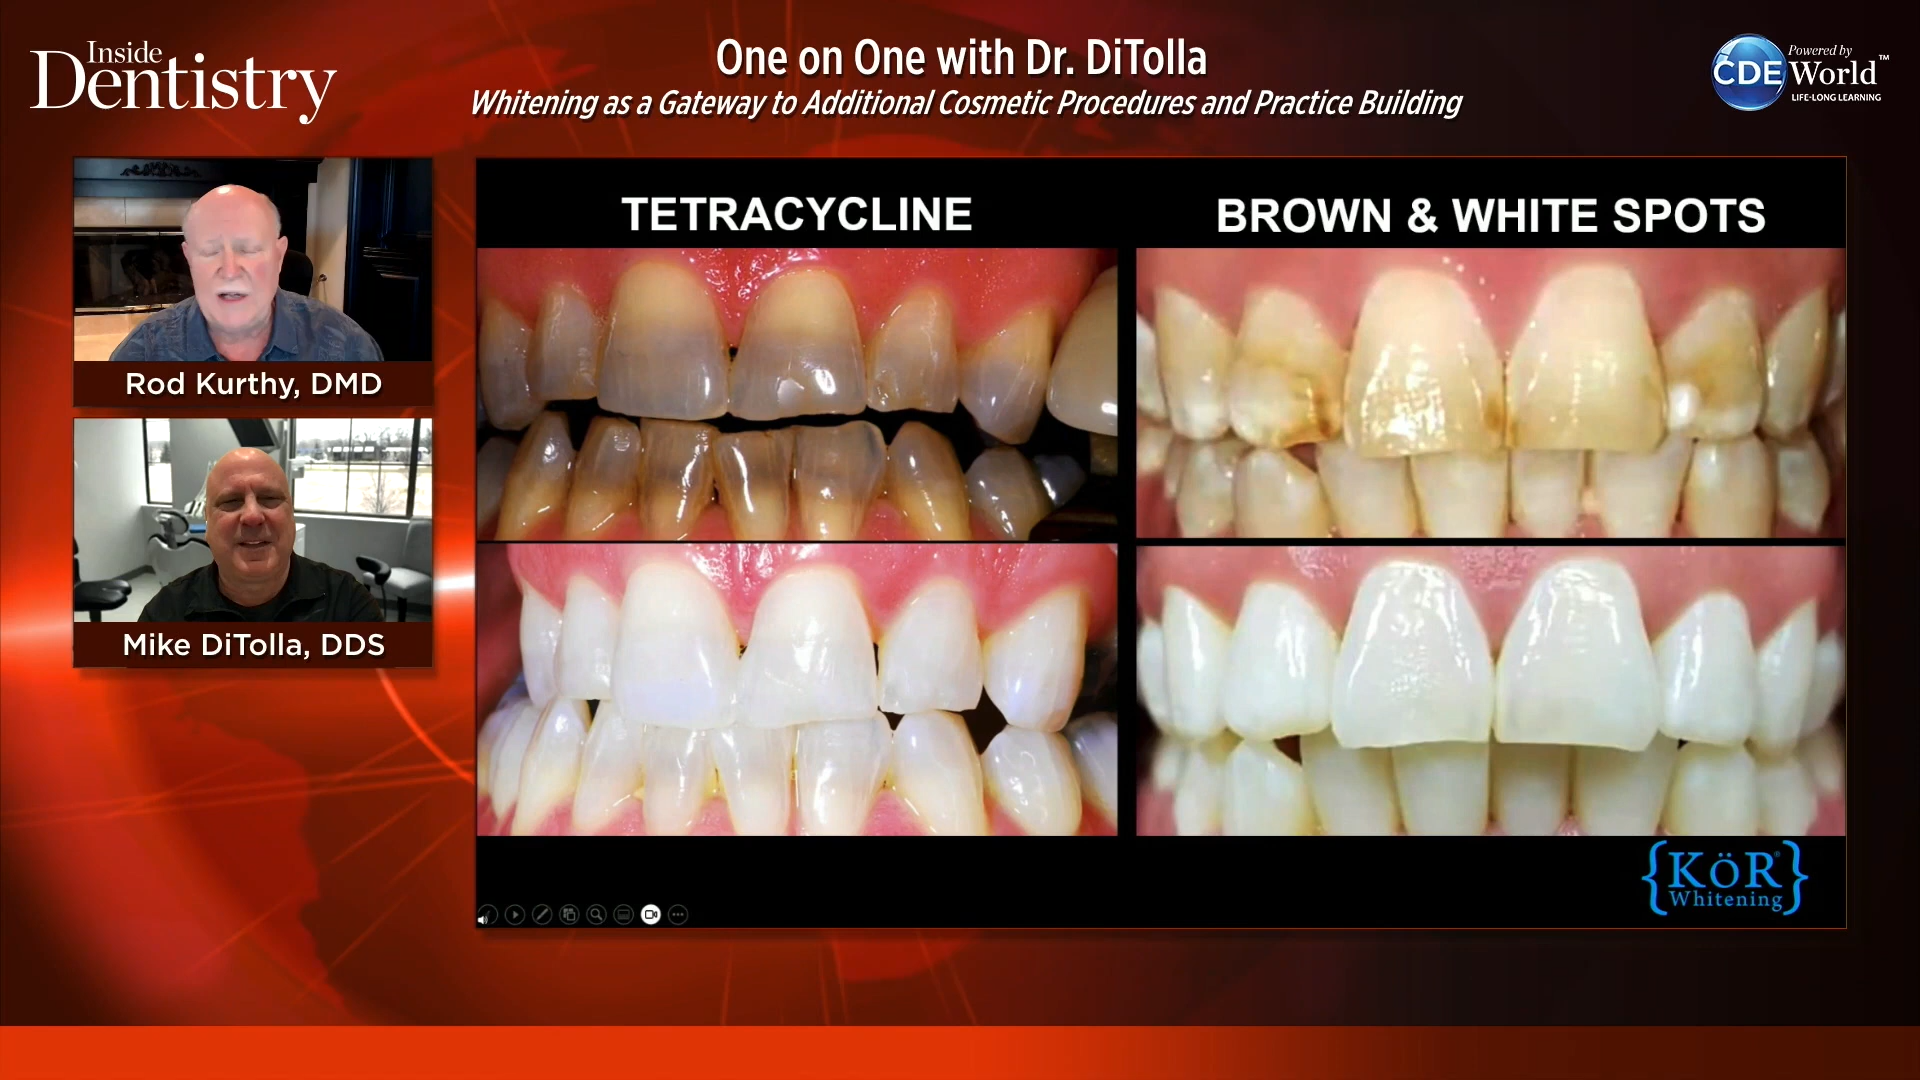 Inside
Dentistry
One on One with Dr. DiTolla
Whitening as a Gateway to Additional Cosmetic Procedures and Practice Building
Powered by
CDE World™
LIFE-LONG LEARNING
Rod Kurthy, DMD
Mike DiTolla, DDS
TETRACYCLINE
BROWN & WHITE SPOTS
{KöR®}
Whitening